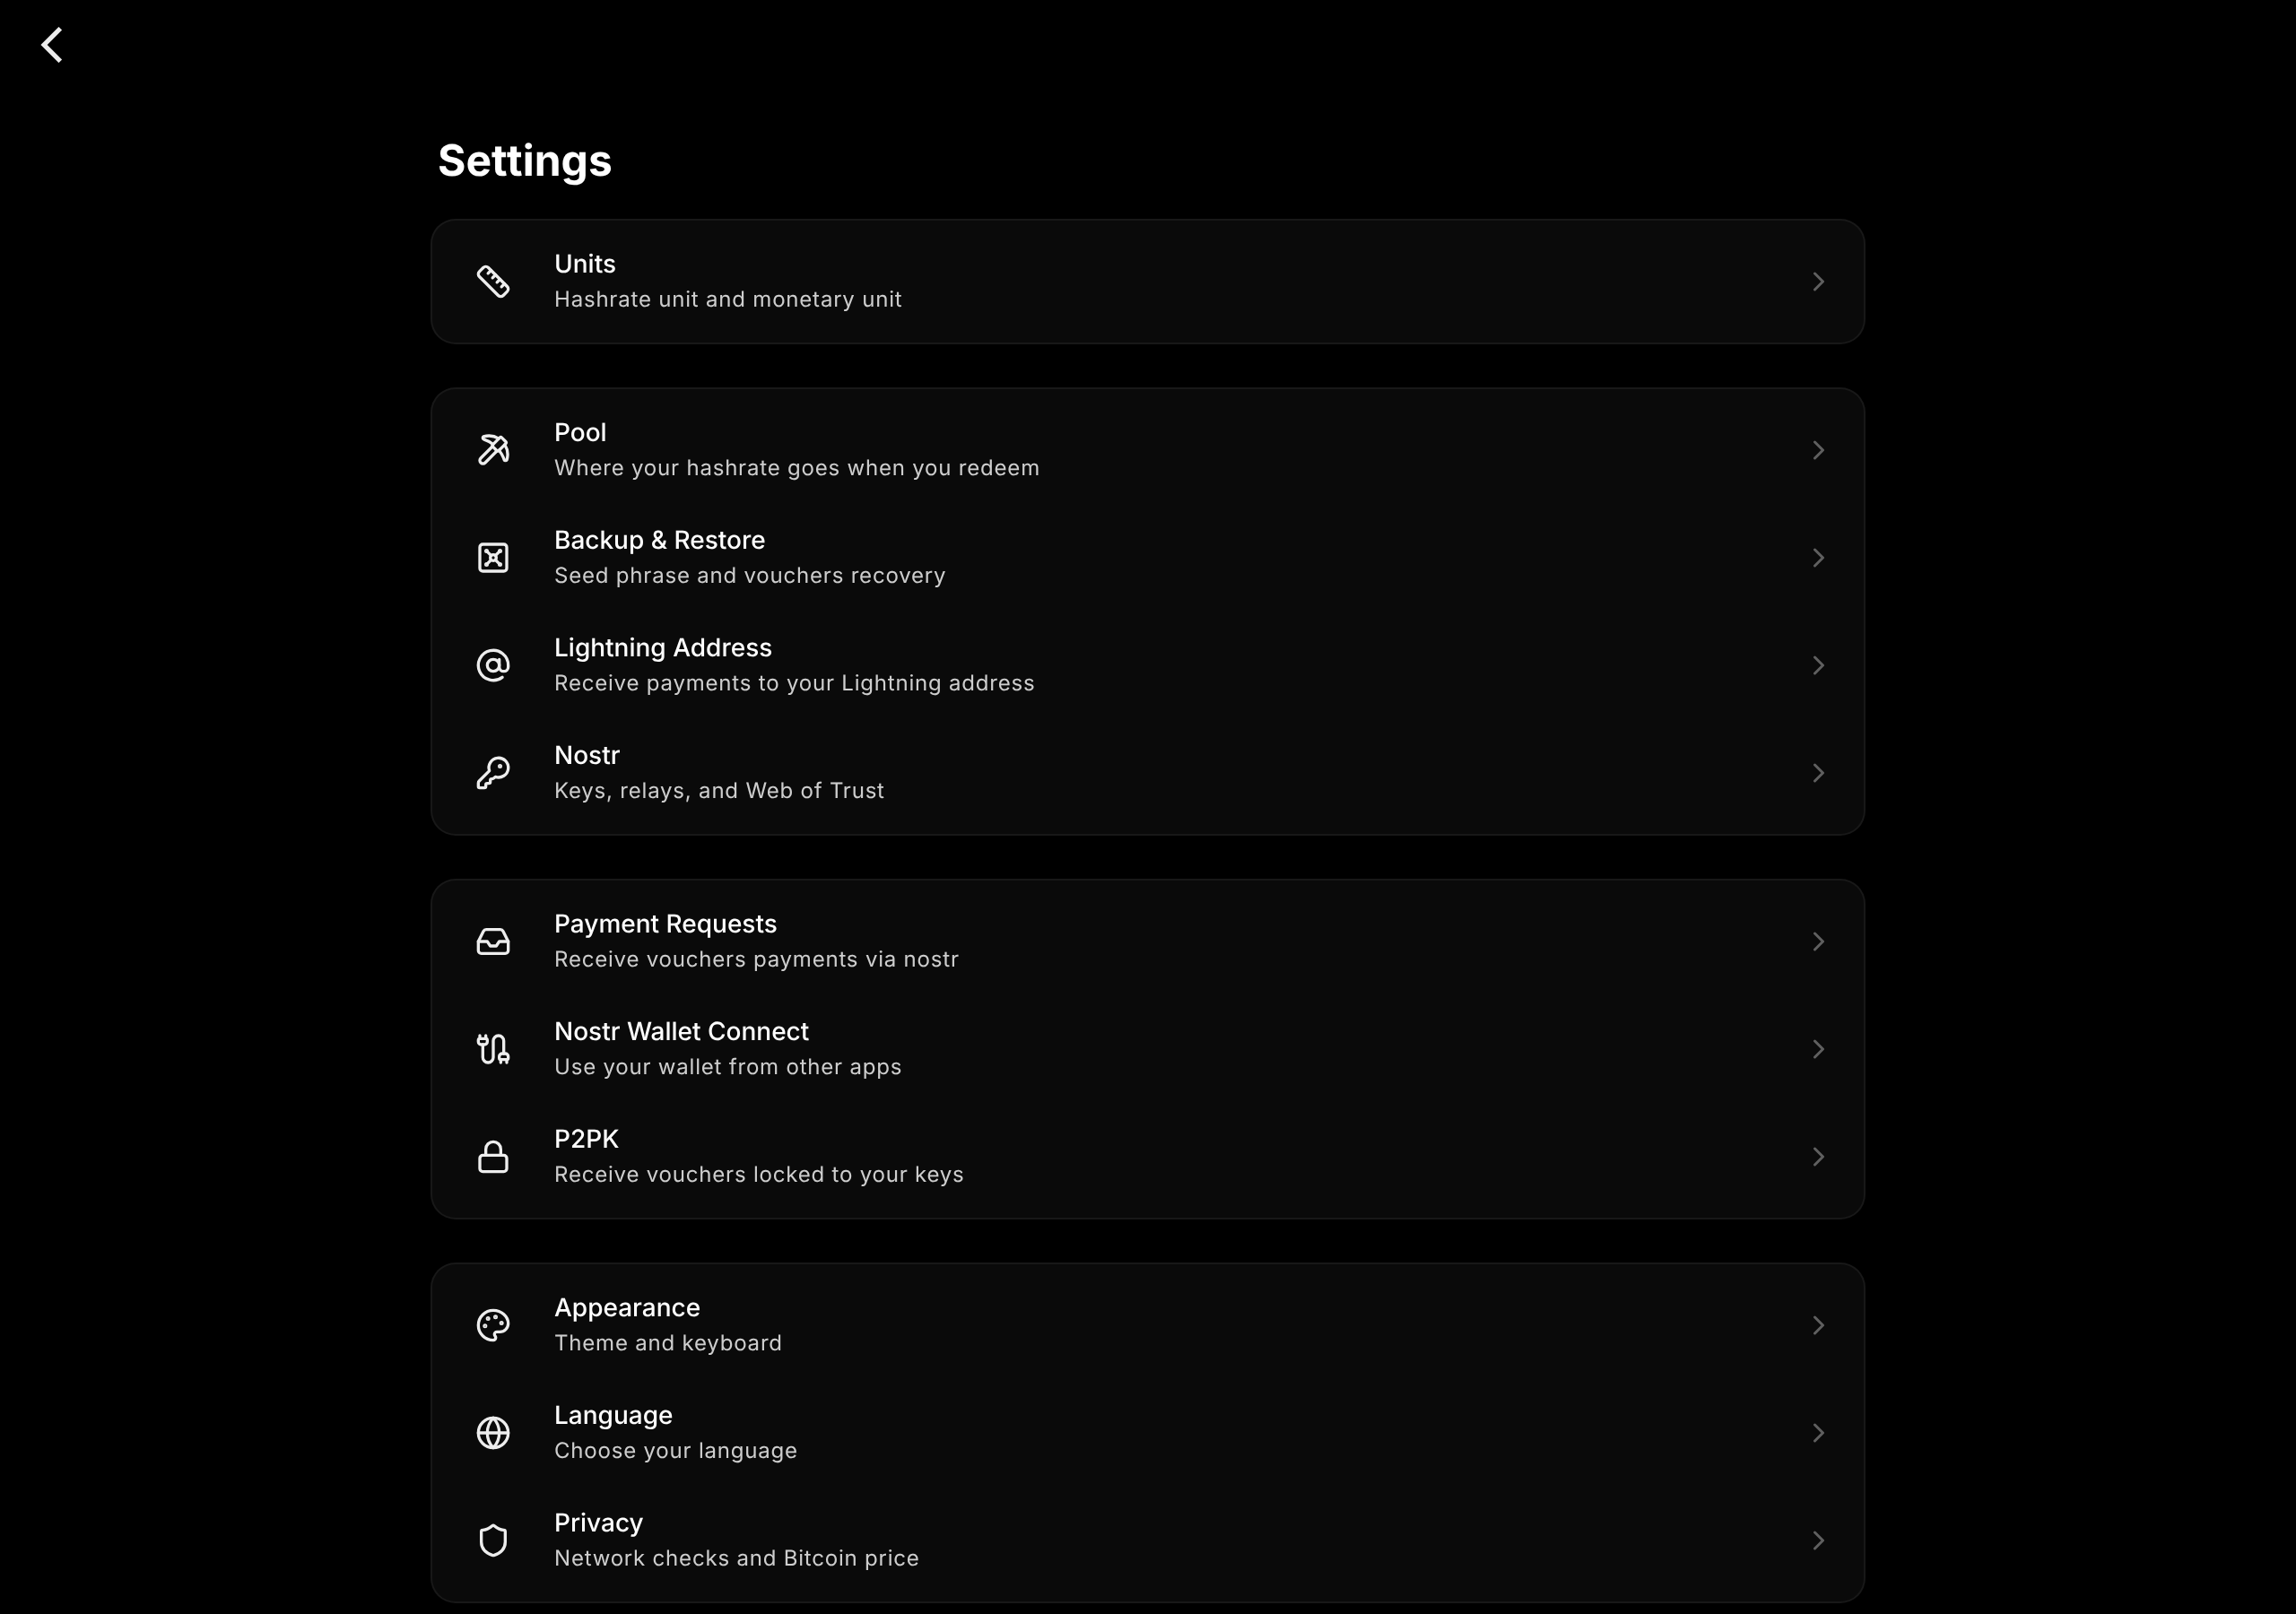 Settings
Units
Hashrate unit and monetary unit
Pool
Where your hashrate goes when you redeem
Backup & Restore
Seed phrase and vouchers recovery
Lightning Address
Receive payments to your Lightning address
Nostr
Keys, relays, and Web of Trust
Payment Requests
Receive vouchers payments via nostr
Nostr Wallet Connect
Use your wallet from other apps
P2PK
Receive vouchers locked to your keys
Appearance
Theme and keyboard
Language
Choose your language
Privacy
Network checks and Bitcoin price